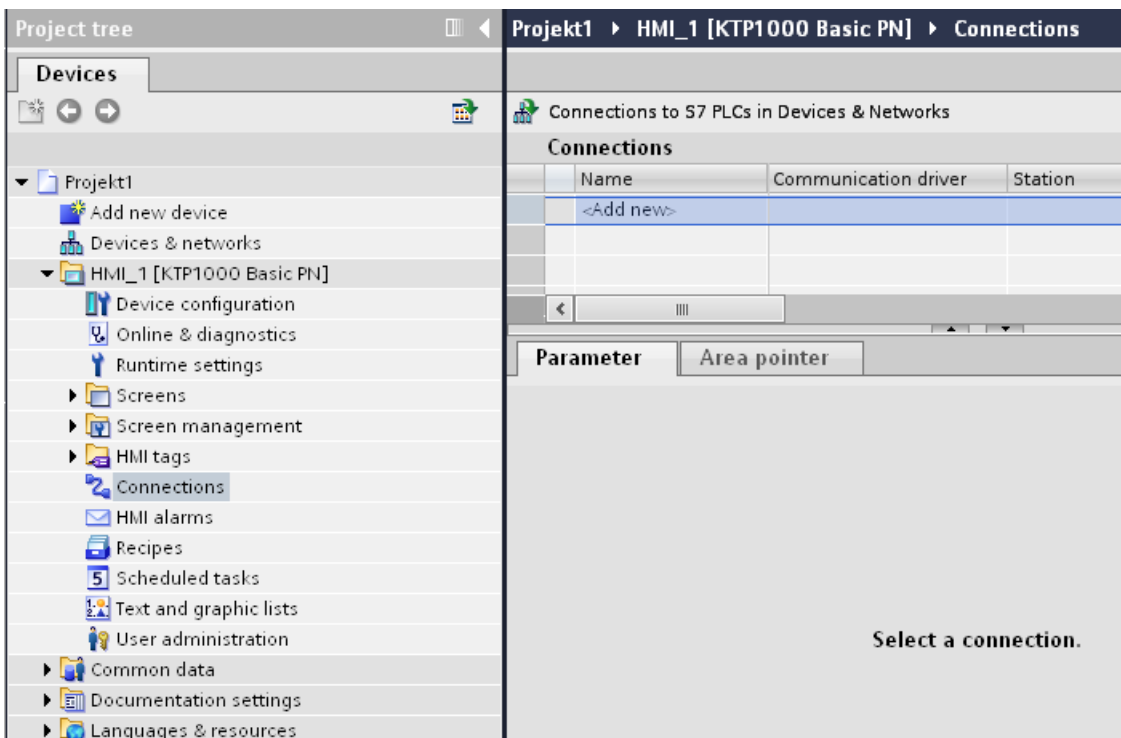 Project tree
Devices
Projekt1
Add new device
Devices & networks
HMI_1 [KTP1000 Basic PN]
Device configuration
Online & diagnostics
Runtime settings
Screens
Screen management
HMI tags
Connections
HMI alarms
Recipes
Scheduled tasks
Text and graphic lists
User administration
Common data
Documentation settings
Languages & resources
Projekt1 HMI_1 [KTP1000 Basic PN] Connections
Connections to S7 PLCs in Devices & Networks
Connections
Name Communication driver Station
<Add new>
Parameter Area pointer
Select a connection.